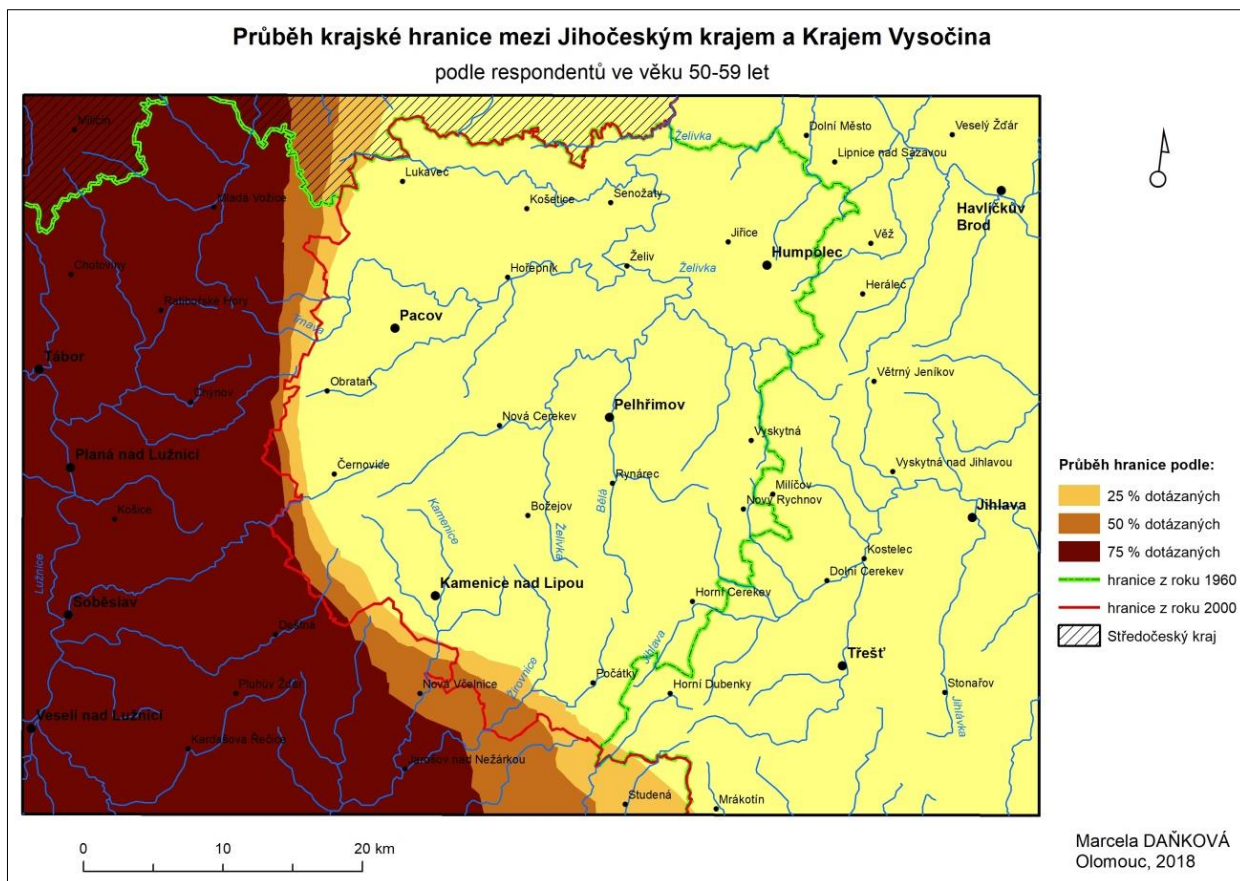 Průběh krajské hranice mezi Jihočeským krajem a Krajem Vysočina
podle respondentů ve věku 50-59 let
Miličín
Želivka
Dolní Město
Veselý Žďár
Lipnice nad Sázavou
Lukavec
Havlíčkův
Brod
Mladá Vožice
Košetice
Senožaty
Jiřice
Věž
Humpolec
Chotoviny
Hořepník
Želiv
Želivka
Herálec
Ratibořské Hory
Trnava
Pacov
Tábor
Chýnov
Obrataň
Větrný Jeníkov
Nová Cerekev
Pelhřimov
Vyskytná
Planá nad Lužnicí
Černovice
Rynárec
Vyskytná nad Jihlavou
Milíčov
Nový Rychnov
Košice
Kamenice
Božejov
Želivka
Bělá
Jihlava
Lužnice
Kostelec
Dolní Cerekev
Soběslav
Kamenice nad Lipou
Horní Cerekev
Deštná
Jihlava
Třešť
Pluhův Žďár
Nová Včelnice
Žirovnice
Počátky
Horní Dubenky
Stonařov
Jihlávka
Veselí nad Lužnicí
Kardašova Řečice
Jarošov nad Nežárkou
Studená
Mrákotín
Průběh hranice podle:
25 % dotázaných
50 % dotázaných
75 % dotázaných
hranice z roku 1960
hranice z roku 2000
Středočeský kraj
0 10 20 km
Marcela DAŇKOVÁ
Olomouc, 2018